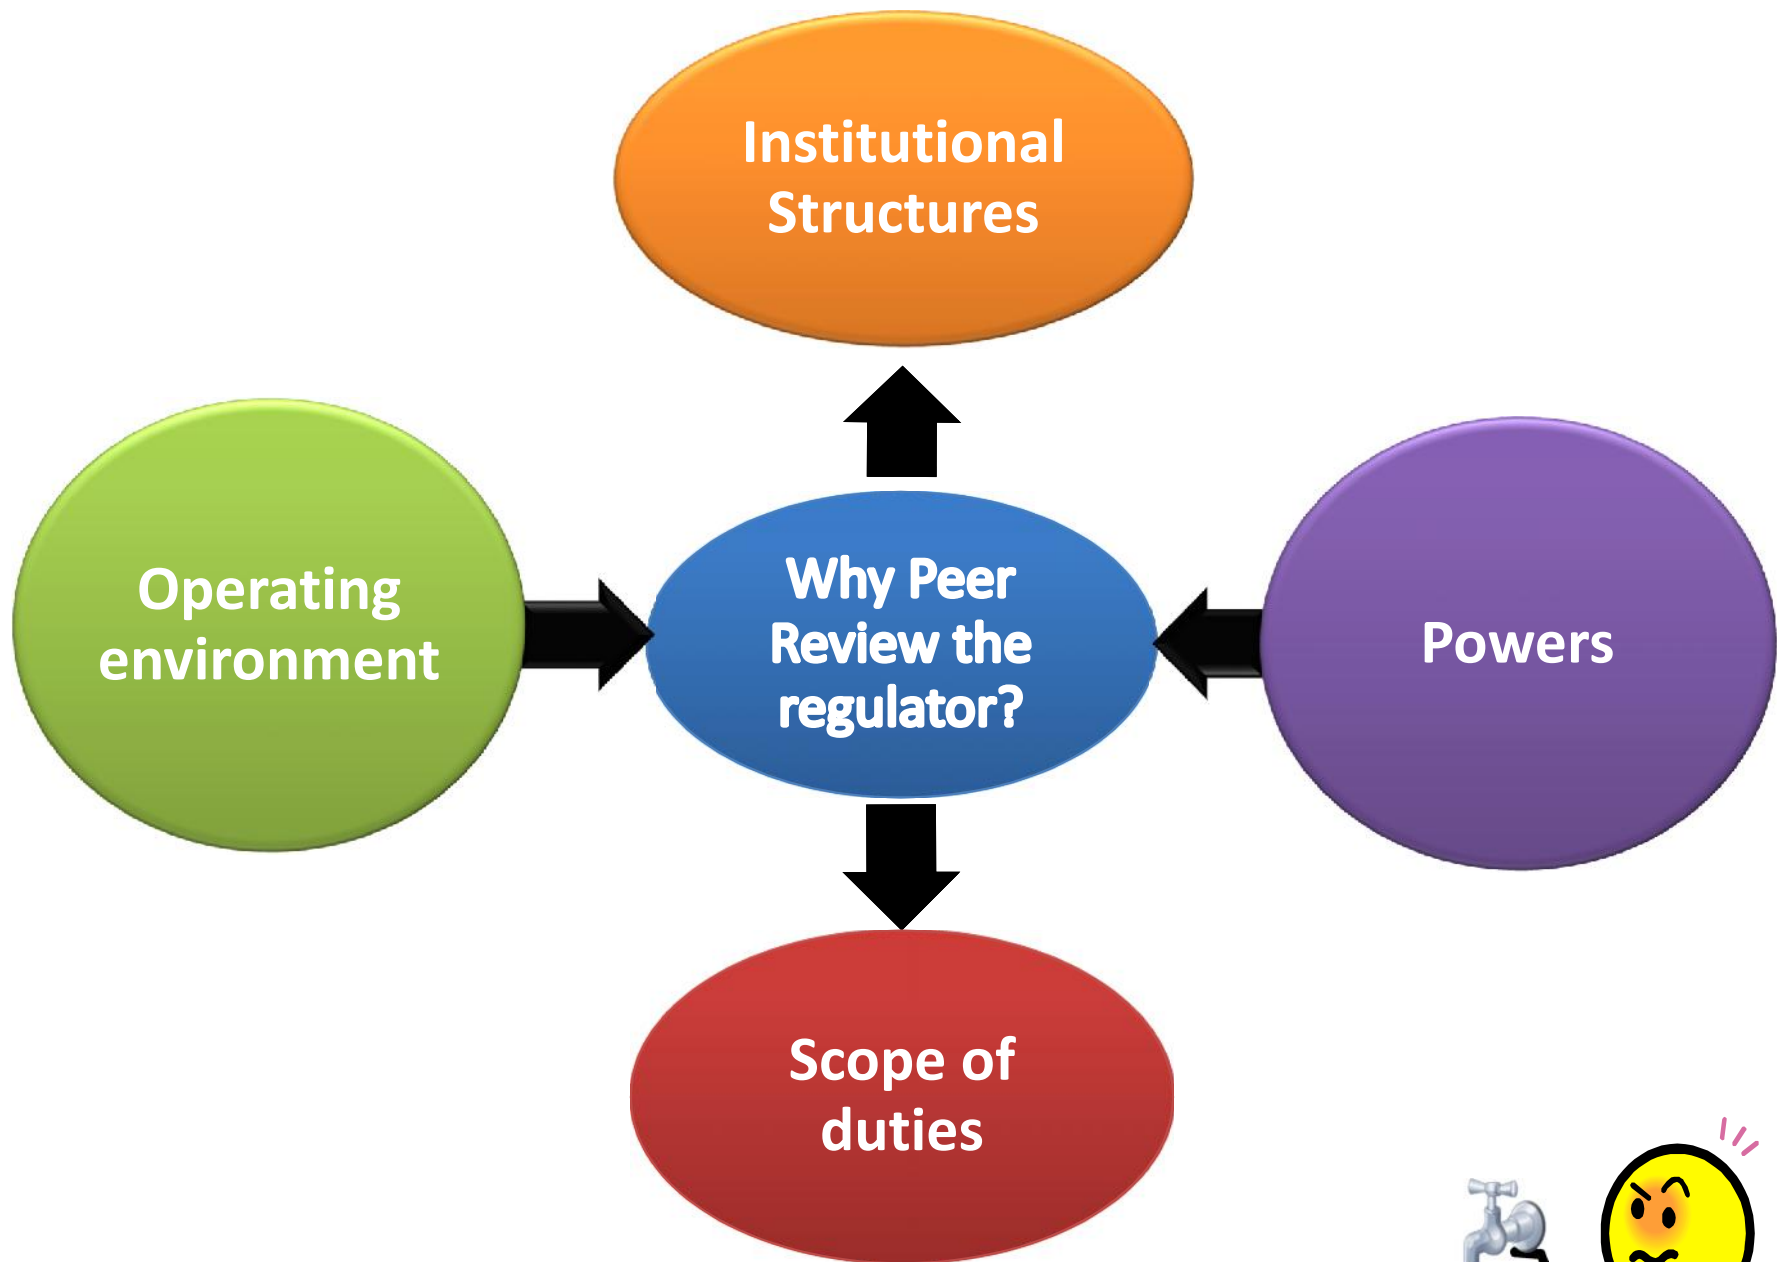 Institutional
Structures
Operating
environment
Why Peer
Review the
regulator?
Powers
Scope of
duties